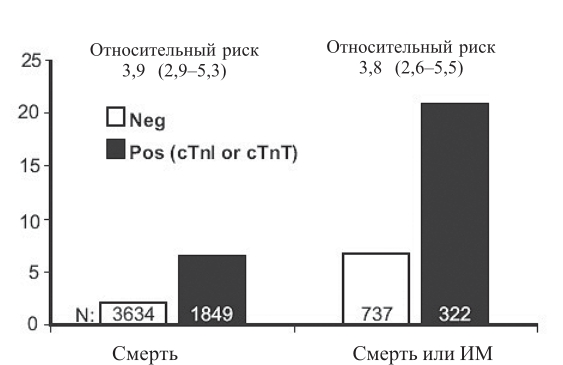 Относительный риск
3,9 (2,9–5,3)
Относительный риск
3,8 (2,6–5,5)
25
20
15
10
5
0
Neg
Pos (cTnI or cTnT)
N: 3634 1849 737 322
Смерть
Смерть или ИМ